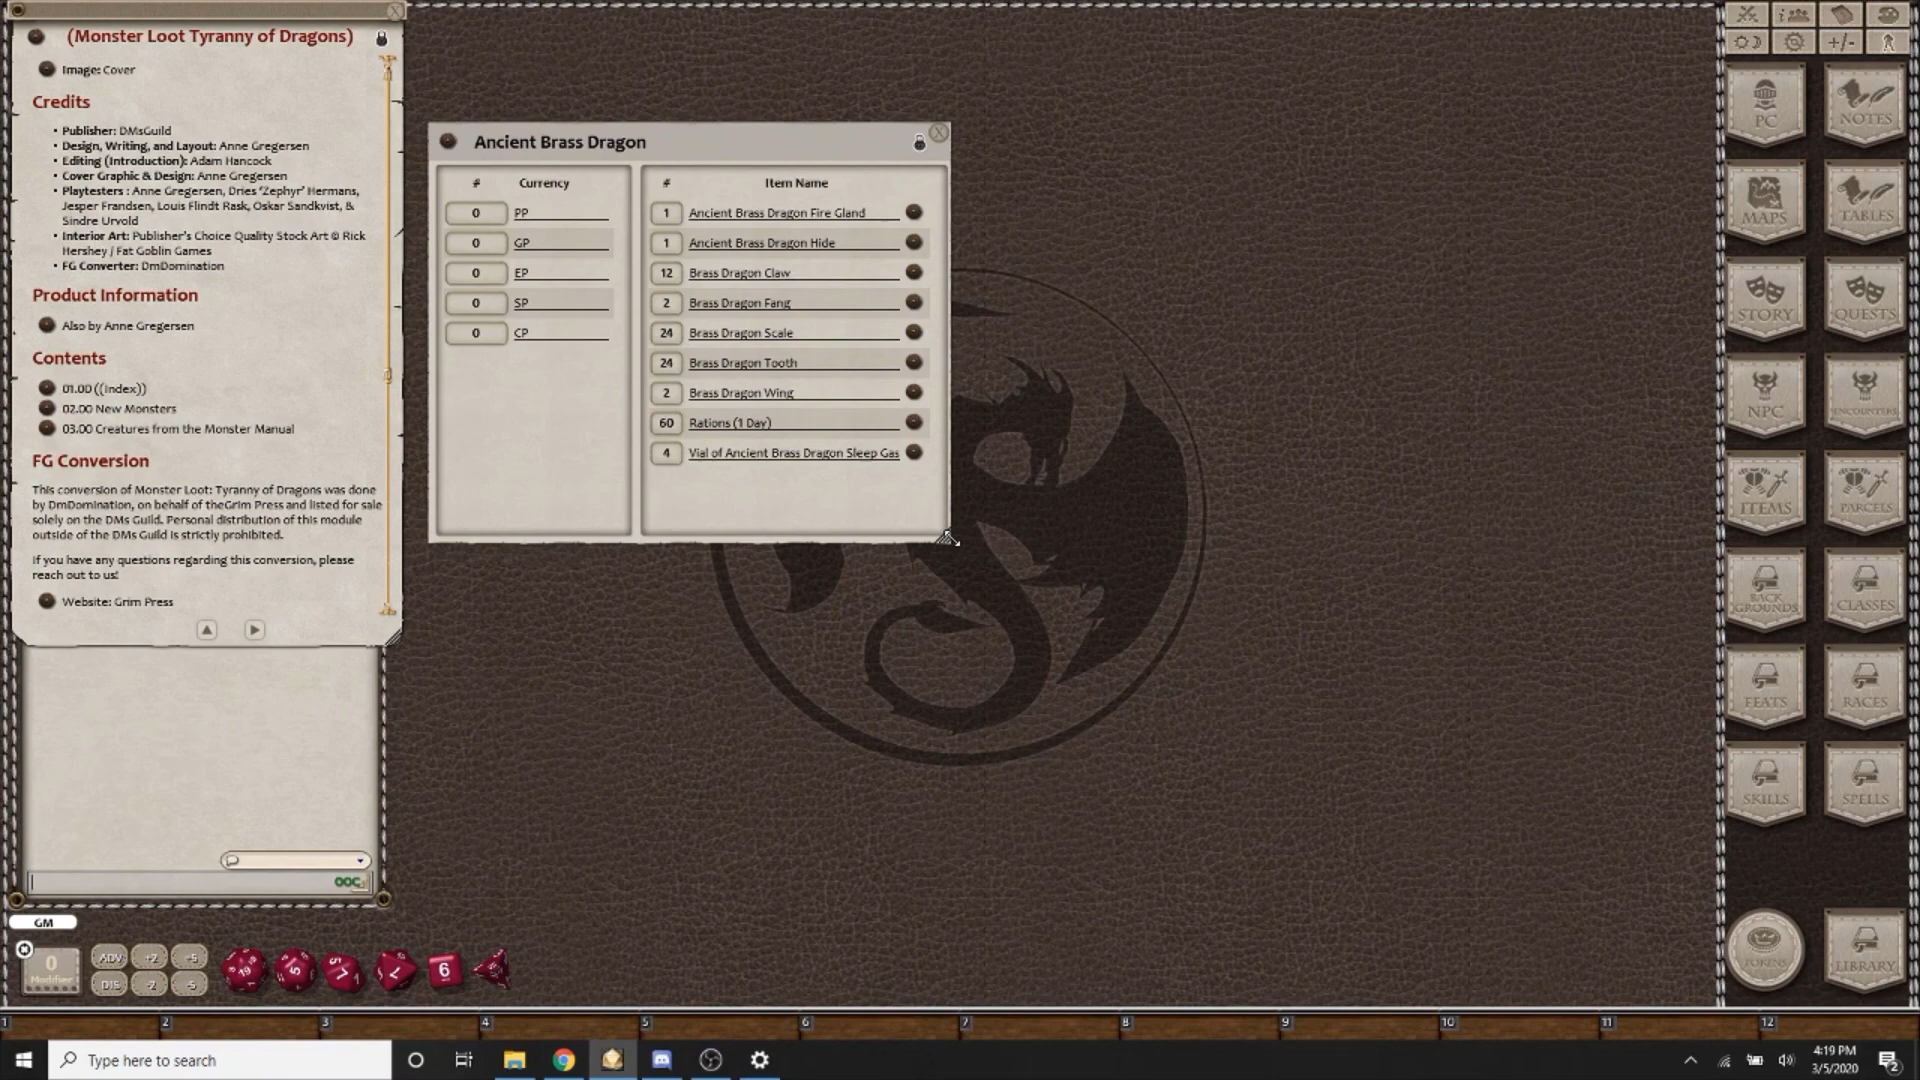 (Monster Loot Tyranny of Dragons)
Image: Cover
Credits
• Publisher: DMsGuild
• Design, Writing, and Layout: Anne Gregersen
• Editing (Introduction): Adam Hancock
• Cover Graphic & Design: Anne Gregersen
• Playtesters : Anne Gregersen, Dries ‘Zephyr’ Hermans,
Jesper Frandsen, Louis Flindt Rask, Oskar Sandkvist, &
Sindre Urvold
• Interior Art: Publisher's Choice Quality Stock Art © Rick
Hershey / Fat Goblin Games
• FG Converter: DmDomination
Product Information
Also by Anne Gregersen
Contents
01.00 ((Index))
02.00 New Monsters
03.00 Creatures from the Monster Manual
FG Conversion
This conversion of Monster Loot: Tyranny of Dragons was done
by DmDomination, on behalf of theGrim Press and listed for sale
solely on the DMs Guild. Personal distribution of this module
outside of the DMs Guild is strictly prohibited.
If you have any questions regarding this conversion, please
reach out to us!
Website: Grim Press
Ancient Brass Dragon
# Currency
0 PP
0 GP
0 EP
0 SP
0 CP
# Item Name
1 Ancient Brass Dragon Fire Gland
1 Ancient Brass Dragon Hide
12 Brass Dragon Claw
2 Brass Dragon Fang
24 Brass Dragon Scale
24 Brass Dragon Tooth
2 Brass Dragon Wing
60 Rations (1 Day)
4 Vial of Ancient Brass Dragon Sleep Gas
+/-
PC NOTES
MAPS TABLES
STORY QUESTS
NPC ENCOUNTERS
ITEMS PARCELS
BACK GROUNDS CLASSES
FEATS RACES
SKILLS SPELLS
TOKENS LIBRARY
OOC
GM
0
Modifier
ADV +2 +5
DIS -2 -5
19 5 7 7 6
1 2 3 4 5 6 7 8 9 10 11 12
Type here to search
4:19 PM
3/5/2020
2